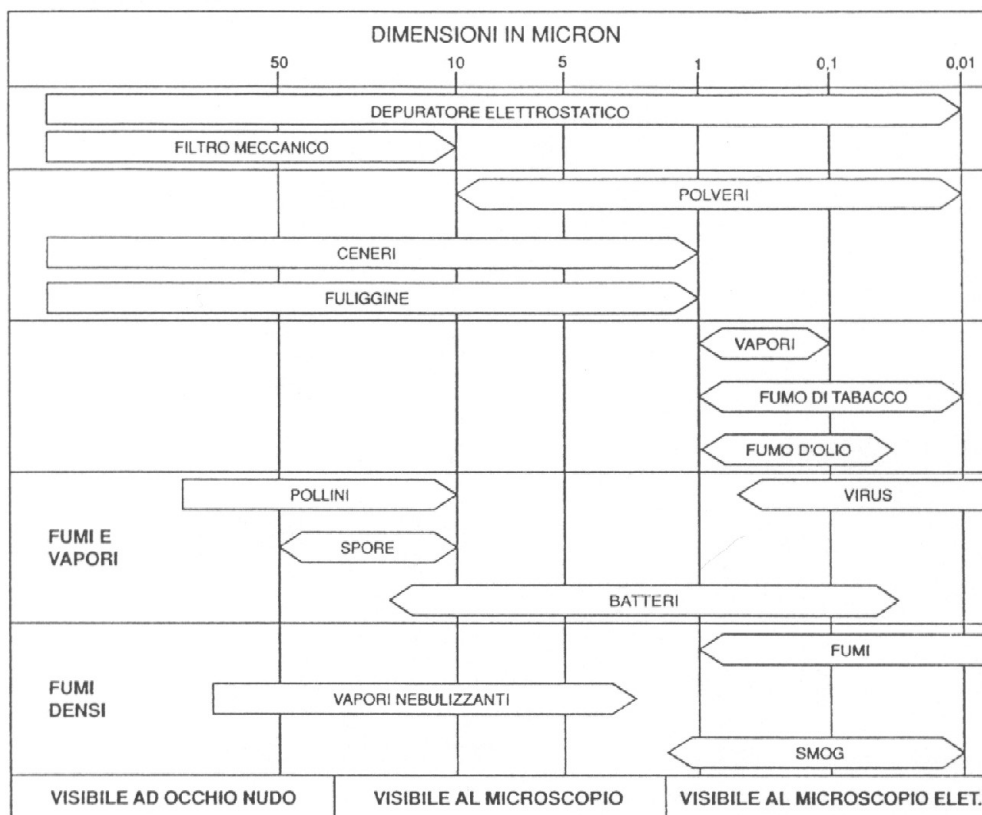 DIMENSIONI IN MICRON
50 10 5 1 0,1 0,01
DEPURATORE ELETTROSTATICO
FILTRO MECCANICO
POLVERI
CENERI
FULIGGINE
VAPORI
FUMO DI TABACCO
FUMO D'OLIO
POLLINI
VIRUS
FUMI E
VAPORI
SPORE
BATTERI
FUMI
FUMI
DENSI
VAPORI NEBULIZZANTI
SMOG
VISIBILE AD OCCHIO NUDO
VISIBILE AL MICROSCOPIO
VISIBILE AL MICROSCOPIO ELET.